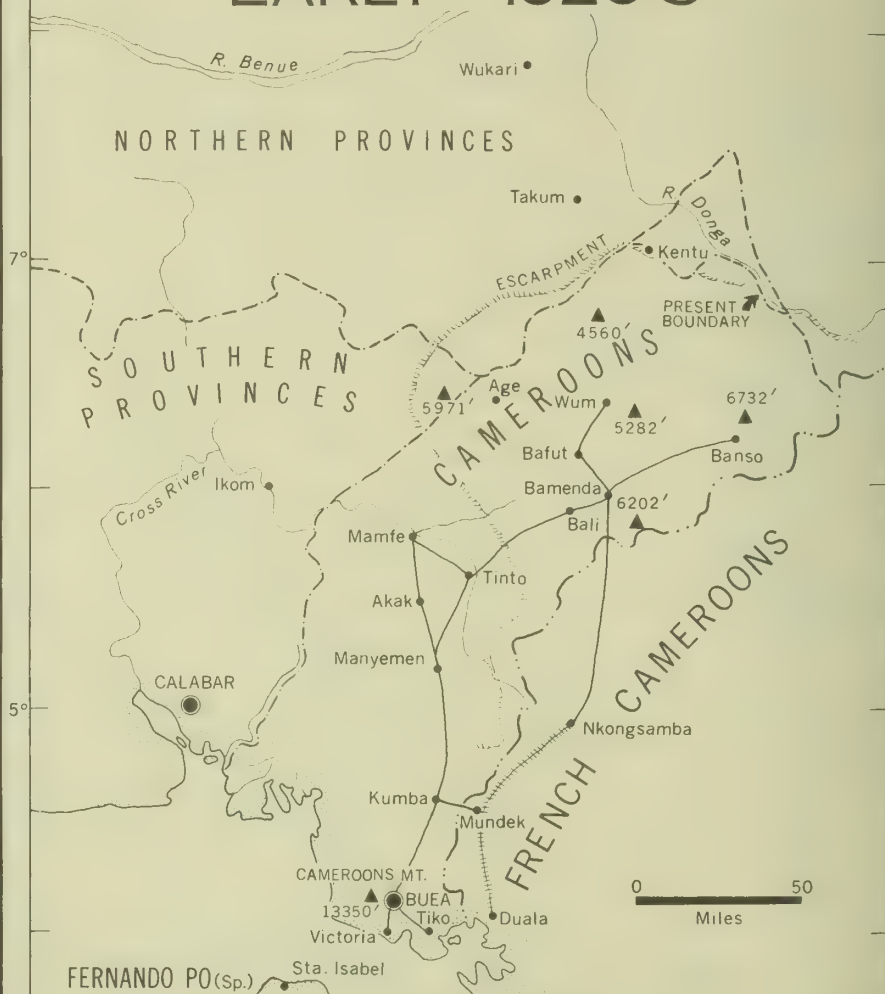 EARLY
R. Benue
Wukari
NORTHERN PROVINCES
Takum
R. Donga
7°
ESCARPMENT
Kentu
PRESENT
BOUNDARY
4560′
SOUTHERN
PROVINCES
CAMEROONS
5971′
Age
Wum
5282′
6732′
Bafut
Banso
Cross River
Ikom
Bamenda
6202′
Bali
Mamfe
Tinto
Akak
FRENCH CAMEROONS
Manyemen
CALABAR
5°
Nkongsamba
Kumba
Mundek
CAMEROONS MT.
13350′
BUEA
Tiko
Victoria
Duala
0 50
Miles
FERNANDO PO (Sp.)
Sta. Isabel